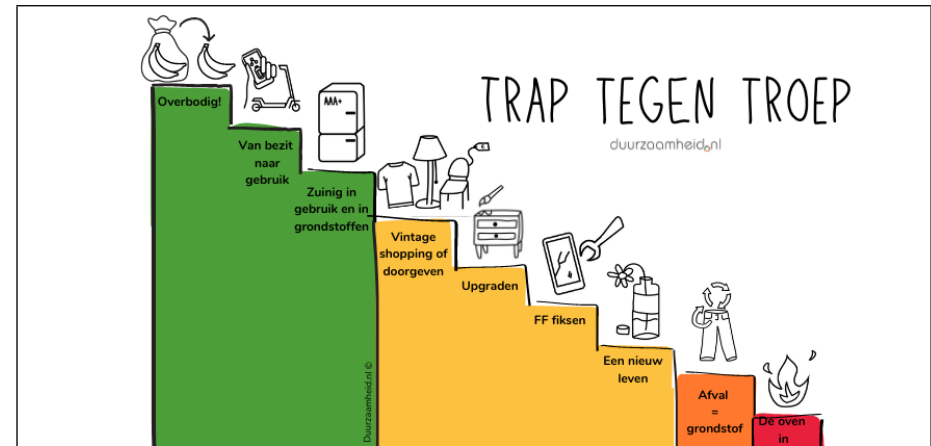 TRAP TEGEN TROEP
duurzaamheid.nl
AAA+
Overbodig!
Van bezit
naar
gebruik
Zuinig in
gebruik en in
grondstoffen
Vintage
shopping of
doorgeven
Upgraden
FF fiksen
Een nieuw
leven
Afval
=
grondstof
De oven
in
Duurzaamheid.nl ©